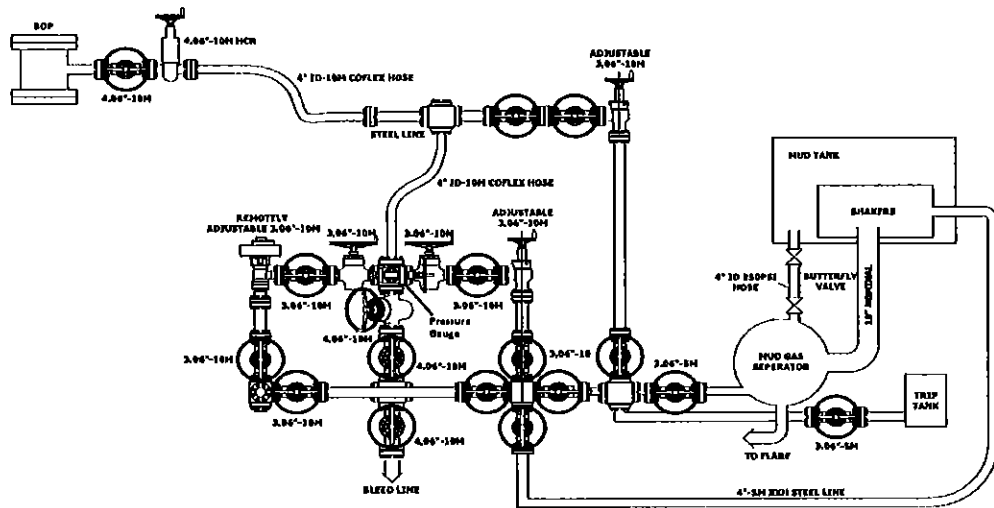 BOP
4.06"-10M HCR
4.06"-10M
4" ID-10M COFLEX HOSE
STEEL LINE
ADJUSTABLE
3.06"-10M
4" ID-10M COFLEX HOSE
REMOTELY
ADJUSTABLE 3.06"-10M
3.06"-10M
3.06"-10M
ADJUSTABLE
3.06"-10M
3.06"-10M
3.06"-10M
4.06"-10M
Pressure
Gauge
3.06"-10M
4.06"-10M
3.06"-10
3.06"-10M
4.06"-10M
BLEED LINE
MUD TANK
SHAKERS
4" ID 250PSI
HOSE
BUTTERFLY
VALVE
NOMINAL
MUD GAS
SEPERATOR
3.06"-5M
TRIP
TANK
3.06"-5M
TO FLARE
4"-5M STEEL LINE